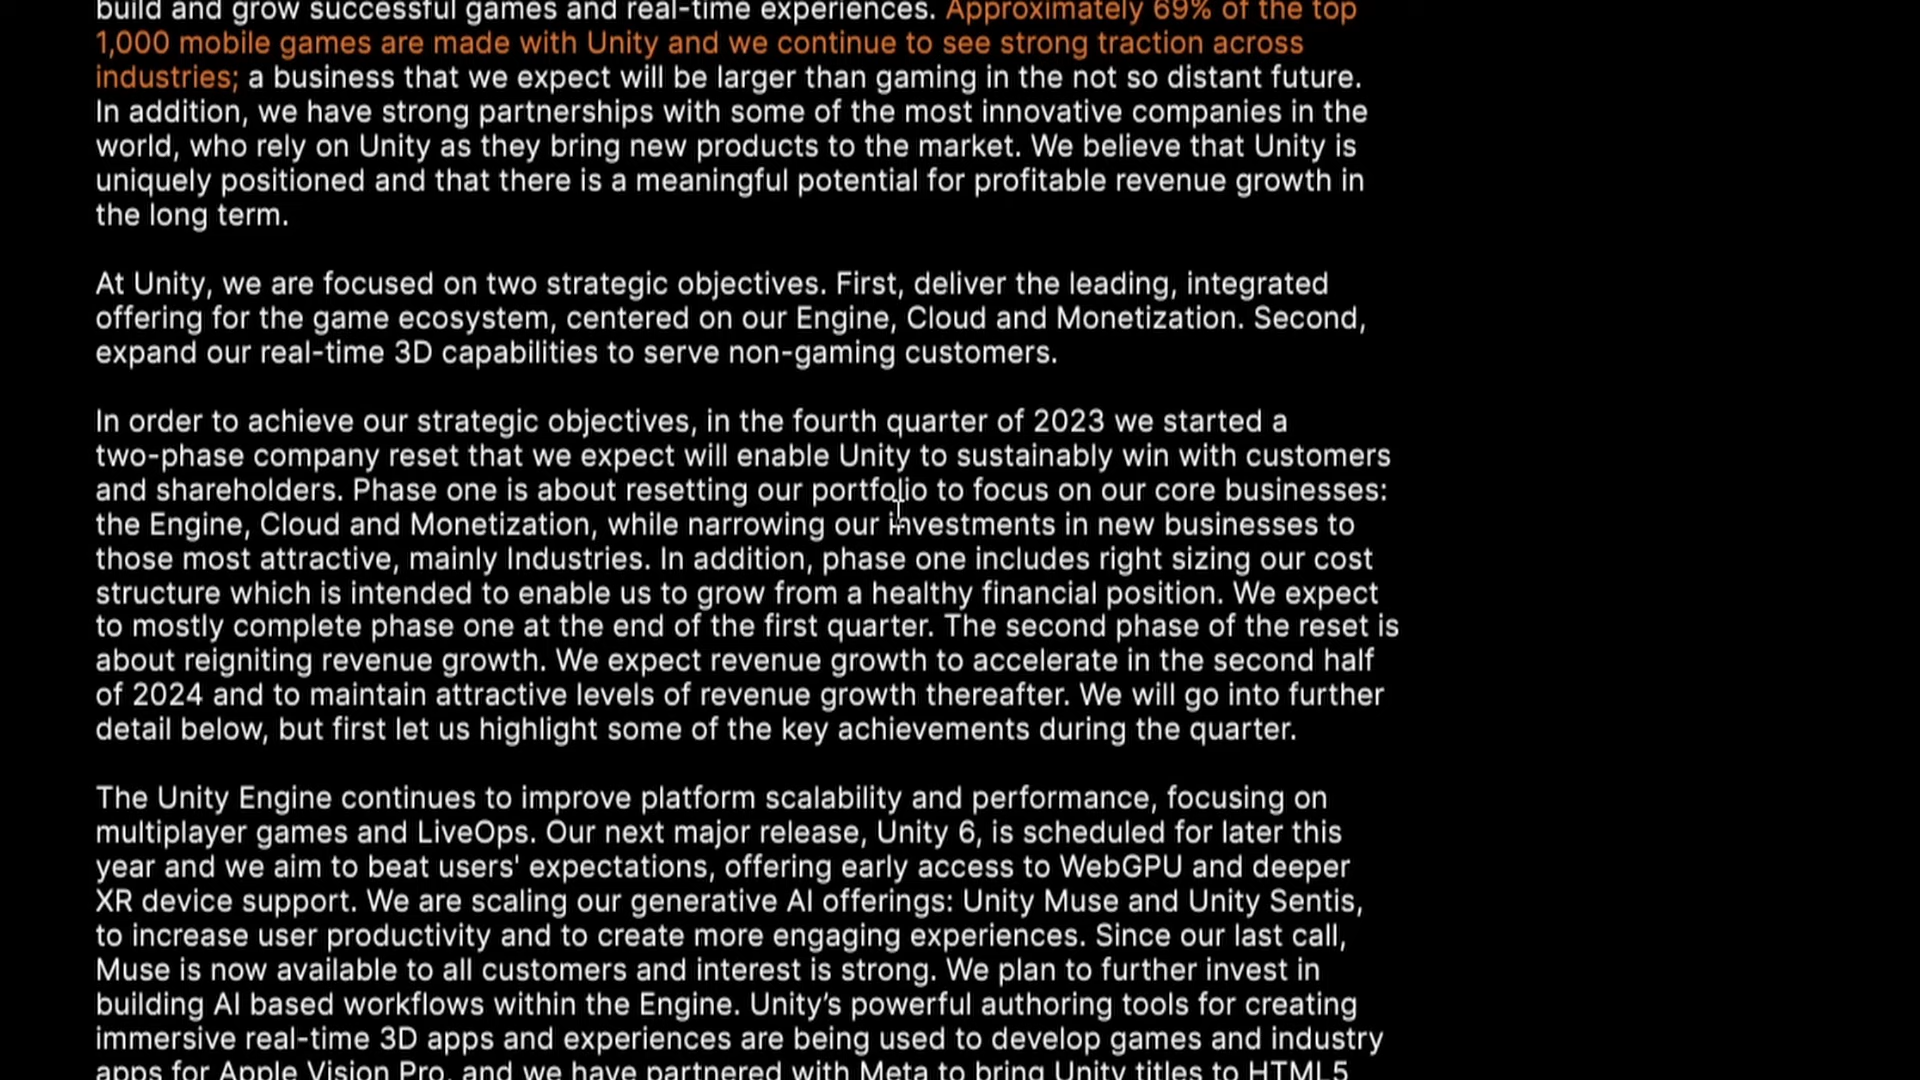 build and grow successful games and real-time experiences. Approximately 69% of the top
1,000 mobile games are made with Unity and we continue to see strong traction across
industries; a business that we expect will be larger than gaming in the not so distant future.
In addition, we have strong partnerships with some of the most innovative companies in the
world, who rely on Unity as they bring new products to the market. We believe that Unity is
uniquely positioned and that there is a meaningful potential for profitable revenue growth in
the long term.
At Unity, we are focused on two strategic objectives. First, deliver the leading, integrated
offering for the game ecosystem, centered on our Engine, Cloud and Monetization. Second,
expand our real-time 3D capabilities to serve non-gaming customers.
In order to achieve our strategic objectives, in the fourth quarter of 2023 we started a
two-phase company reset that we expect will enable Unity to sustainably win with customers
and shareholders. Phase one is about resetting our portfolio to focus on our core businesses:
the Engine, Cloud and Monetization, while narrowing our investments in new businesses to
those most attractive, mainly Industries. In addition, phase one includes right sizing our cost
structure which is intended to enable us to grow from a healthy financial position. We expect
to mostly complete phase one at the end of the first quarter. The second phase of the reset is
about reigniting revenue growth. We expect revenue growth to accelerate in the second half
of 2024 and to maintain attractive levels of revenue growth thereafter. We will go into further
detail below, but first let us highlight some of the key achievements during the quarter.
The Unity Engine continues to improve platform scalability and performance, focusing on
multiplayer games and LiveOps. Our next major release, Unity 6, is scheduled for later this
year and we aim to beat users' expectations, offering early access to WebGPU and deeper
XR device support. We are scaling our generative AI offerings: Unity Muse and Unity Sentis,
to increase user productivity and to create more engaging experiences. Since our last call,
Muse is now available to all customers and interest is strong. We plan to further invest in
building AI based workflows within the Engine. Unity’s powerful authoring tools for creating
immersive real-time 3D apps and experiences are being used to develop games and industry
apps for Apple Vision Pro, and we have partnered with Meta to bring Unity titles to HTML5